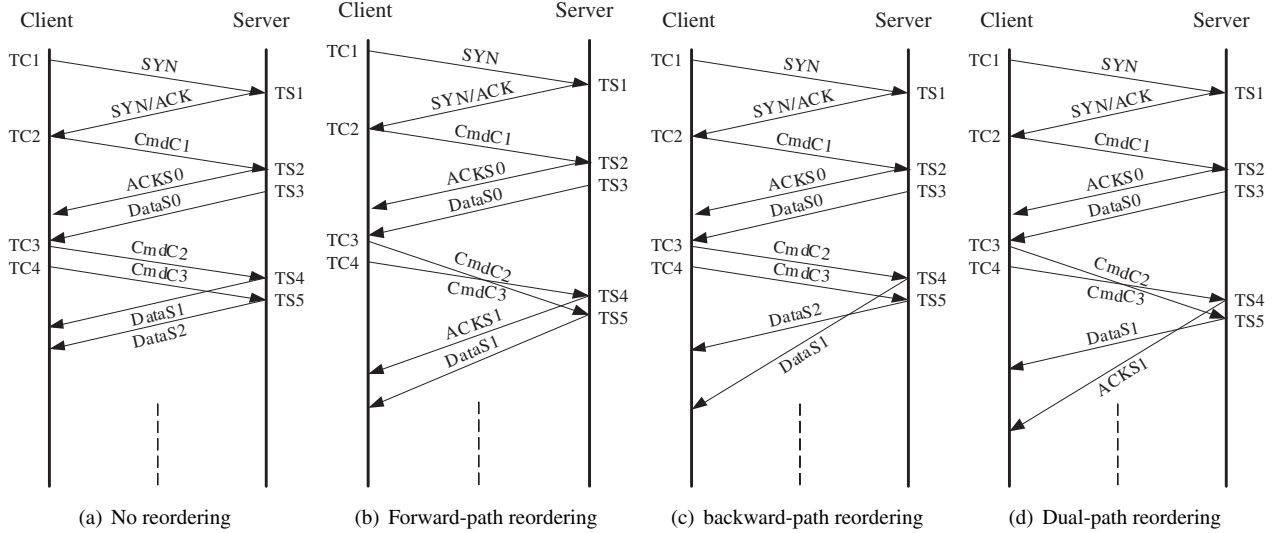 Client Server
TC1
SYN
TS1
SYN/ACK
TC2
CmdC1
TS2
ACKS0
TS3
DataS0
TC3
CmdC2
TC4
CmdC3
TS4
TS5
DataS1
DataS2
(a) No reordering
Client Server
TC1
SYN
TS1
SYN/ACK
TC2
CmdC1
TS2
ACKS0
TS3
DataS0
TC3
CmdC2
TC4
CmdC3
TS4
TS5
ACKS1
DataS1
(b) Forward-path reordering
Client Server
TC1
SYN
TS1
SYN/ACK
TC2
CmdC1
TS2
ACKS0
TS3
DataS0
TC3
CmdC2
TC4
CmdC3
TS4
TS5
DataS2
DataS1
(c) backward-path reordering
Client Server
TC1
SYN
TS1
SYN/ACK
TC2
CmdC1
TS2
ACKS0
TS3
DataS0
TC3
CmdC2
TC4
CmdC3
TS4
TS5
DataS1
ACKS1
(d) Dual-path reordering